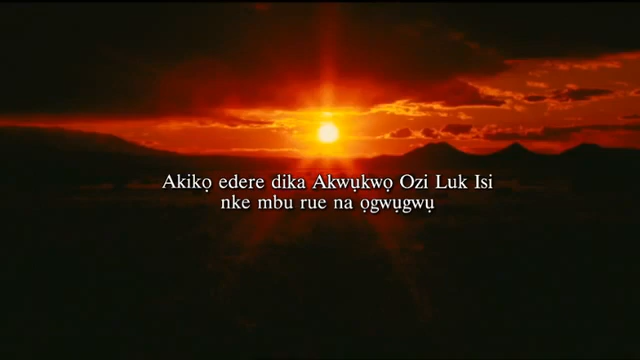 Akikọ edere dika Akwụkwọ Ozi Luk Isi
nke mbu rue na ọgwụgwụ